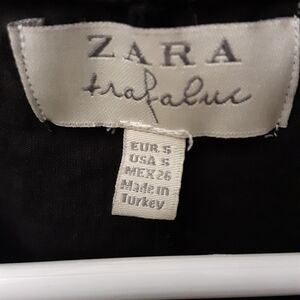 ZARA
trafaluc
EUR S
USA S
MEX 26
Made in
Turkey